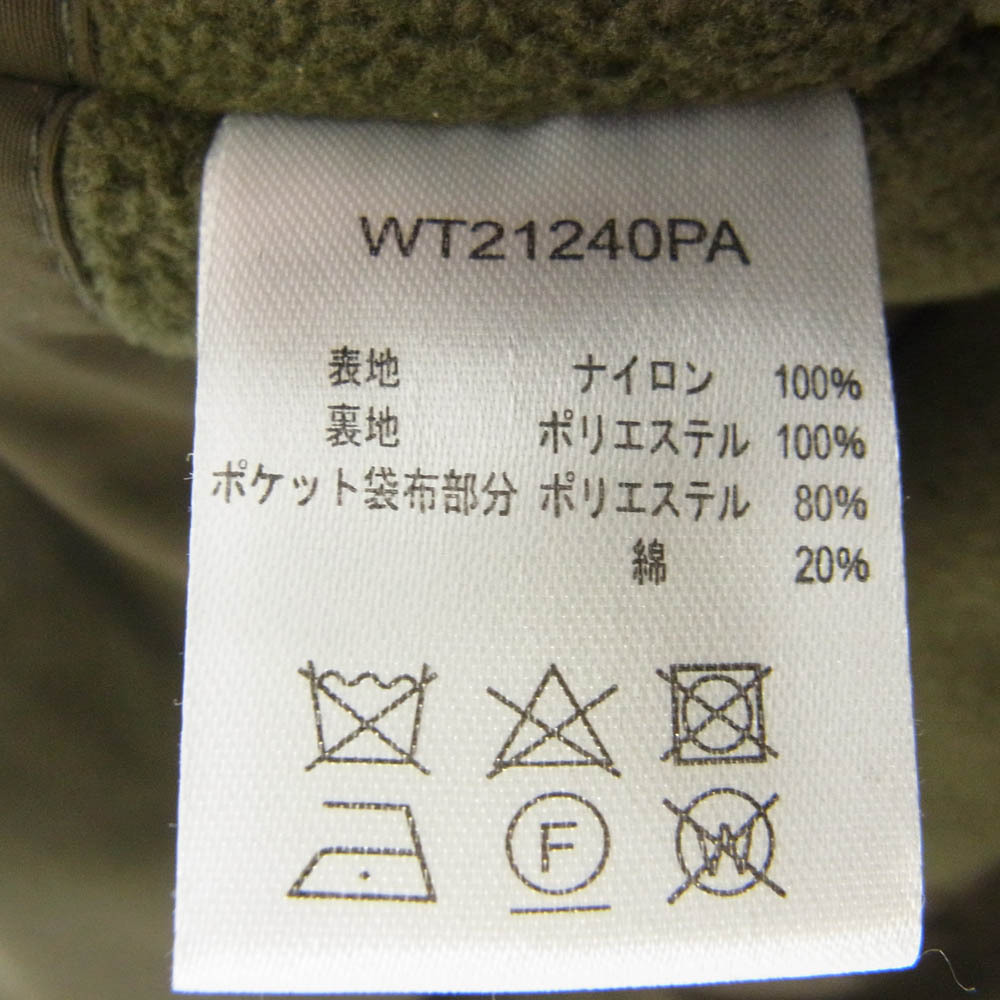 WT21240PA
表地 ナイロン 100%
裏地 ポリエステル 100%
ポケット袋布部分 ポリエステル 80%
綿 20%
F W